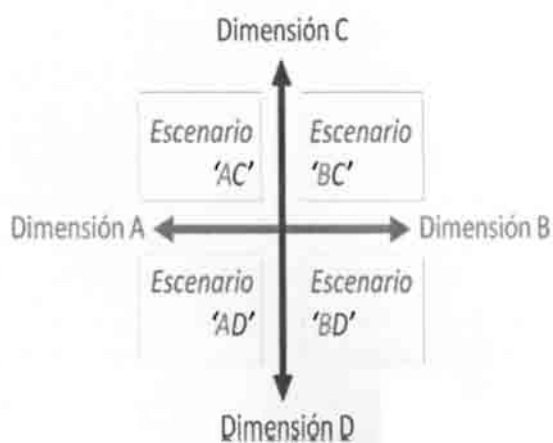 Dimensión C
Escenario
'AC'
Escenario
'BC'
Dimensión A
Dimensión B
Escenario
'AD'
Escenario
'BD'
Dimensión D